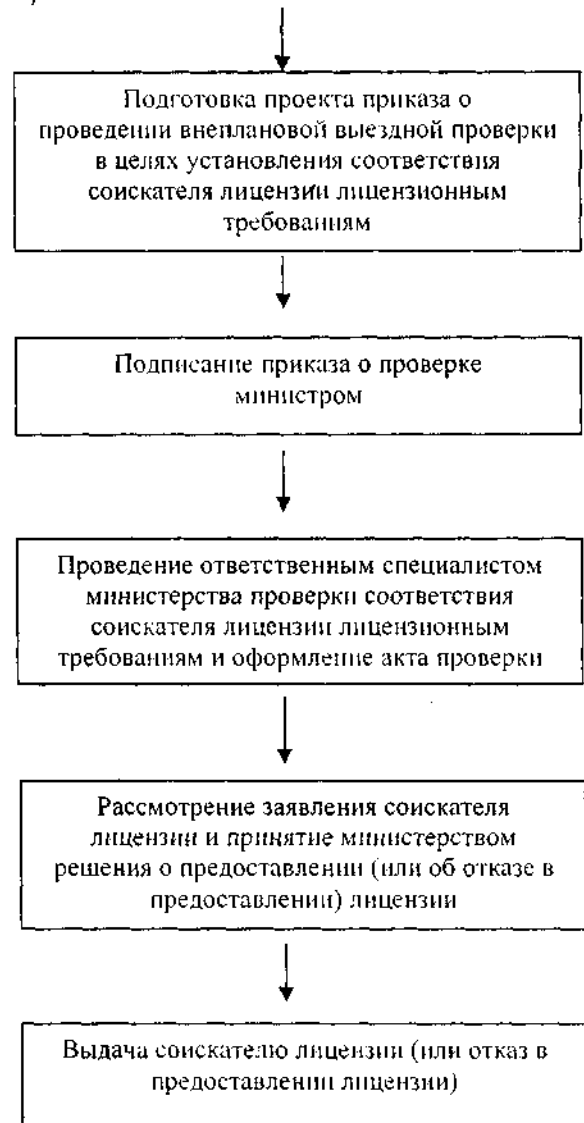 Подготовка проекта приказа о
проведении внеплановой выездной проверки
в целях установления соответствия
соискателя лицензии лицензионным
требованиям
Подписание приказа о проверке
министром
Проведение ответственным специалистом
министерства проверки соответствия
соискателя лицензии лицензионным
требованиям и оформление акта проверки
Рассмотрение заявления соискателя
лицензии и принятие министерством
решения о предоставлении (или об отказе в
предоставлении) лицензии
Выдача соискателю лицензии (или отказ в
предоставлении лицензии)